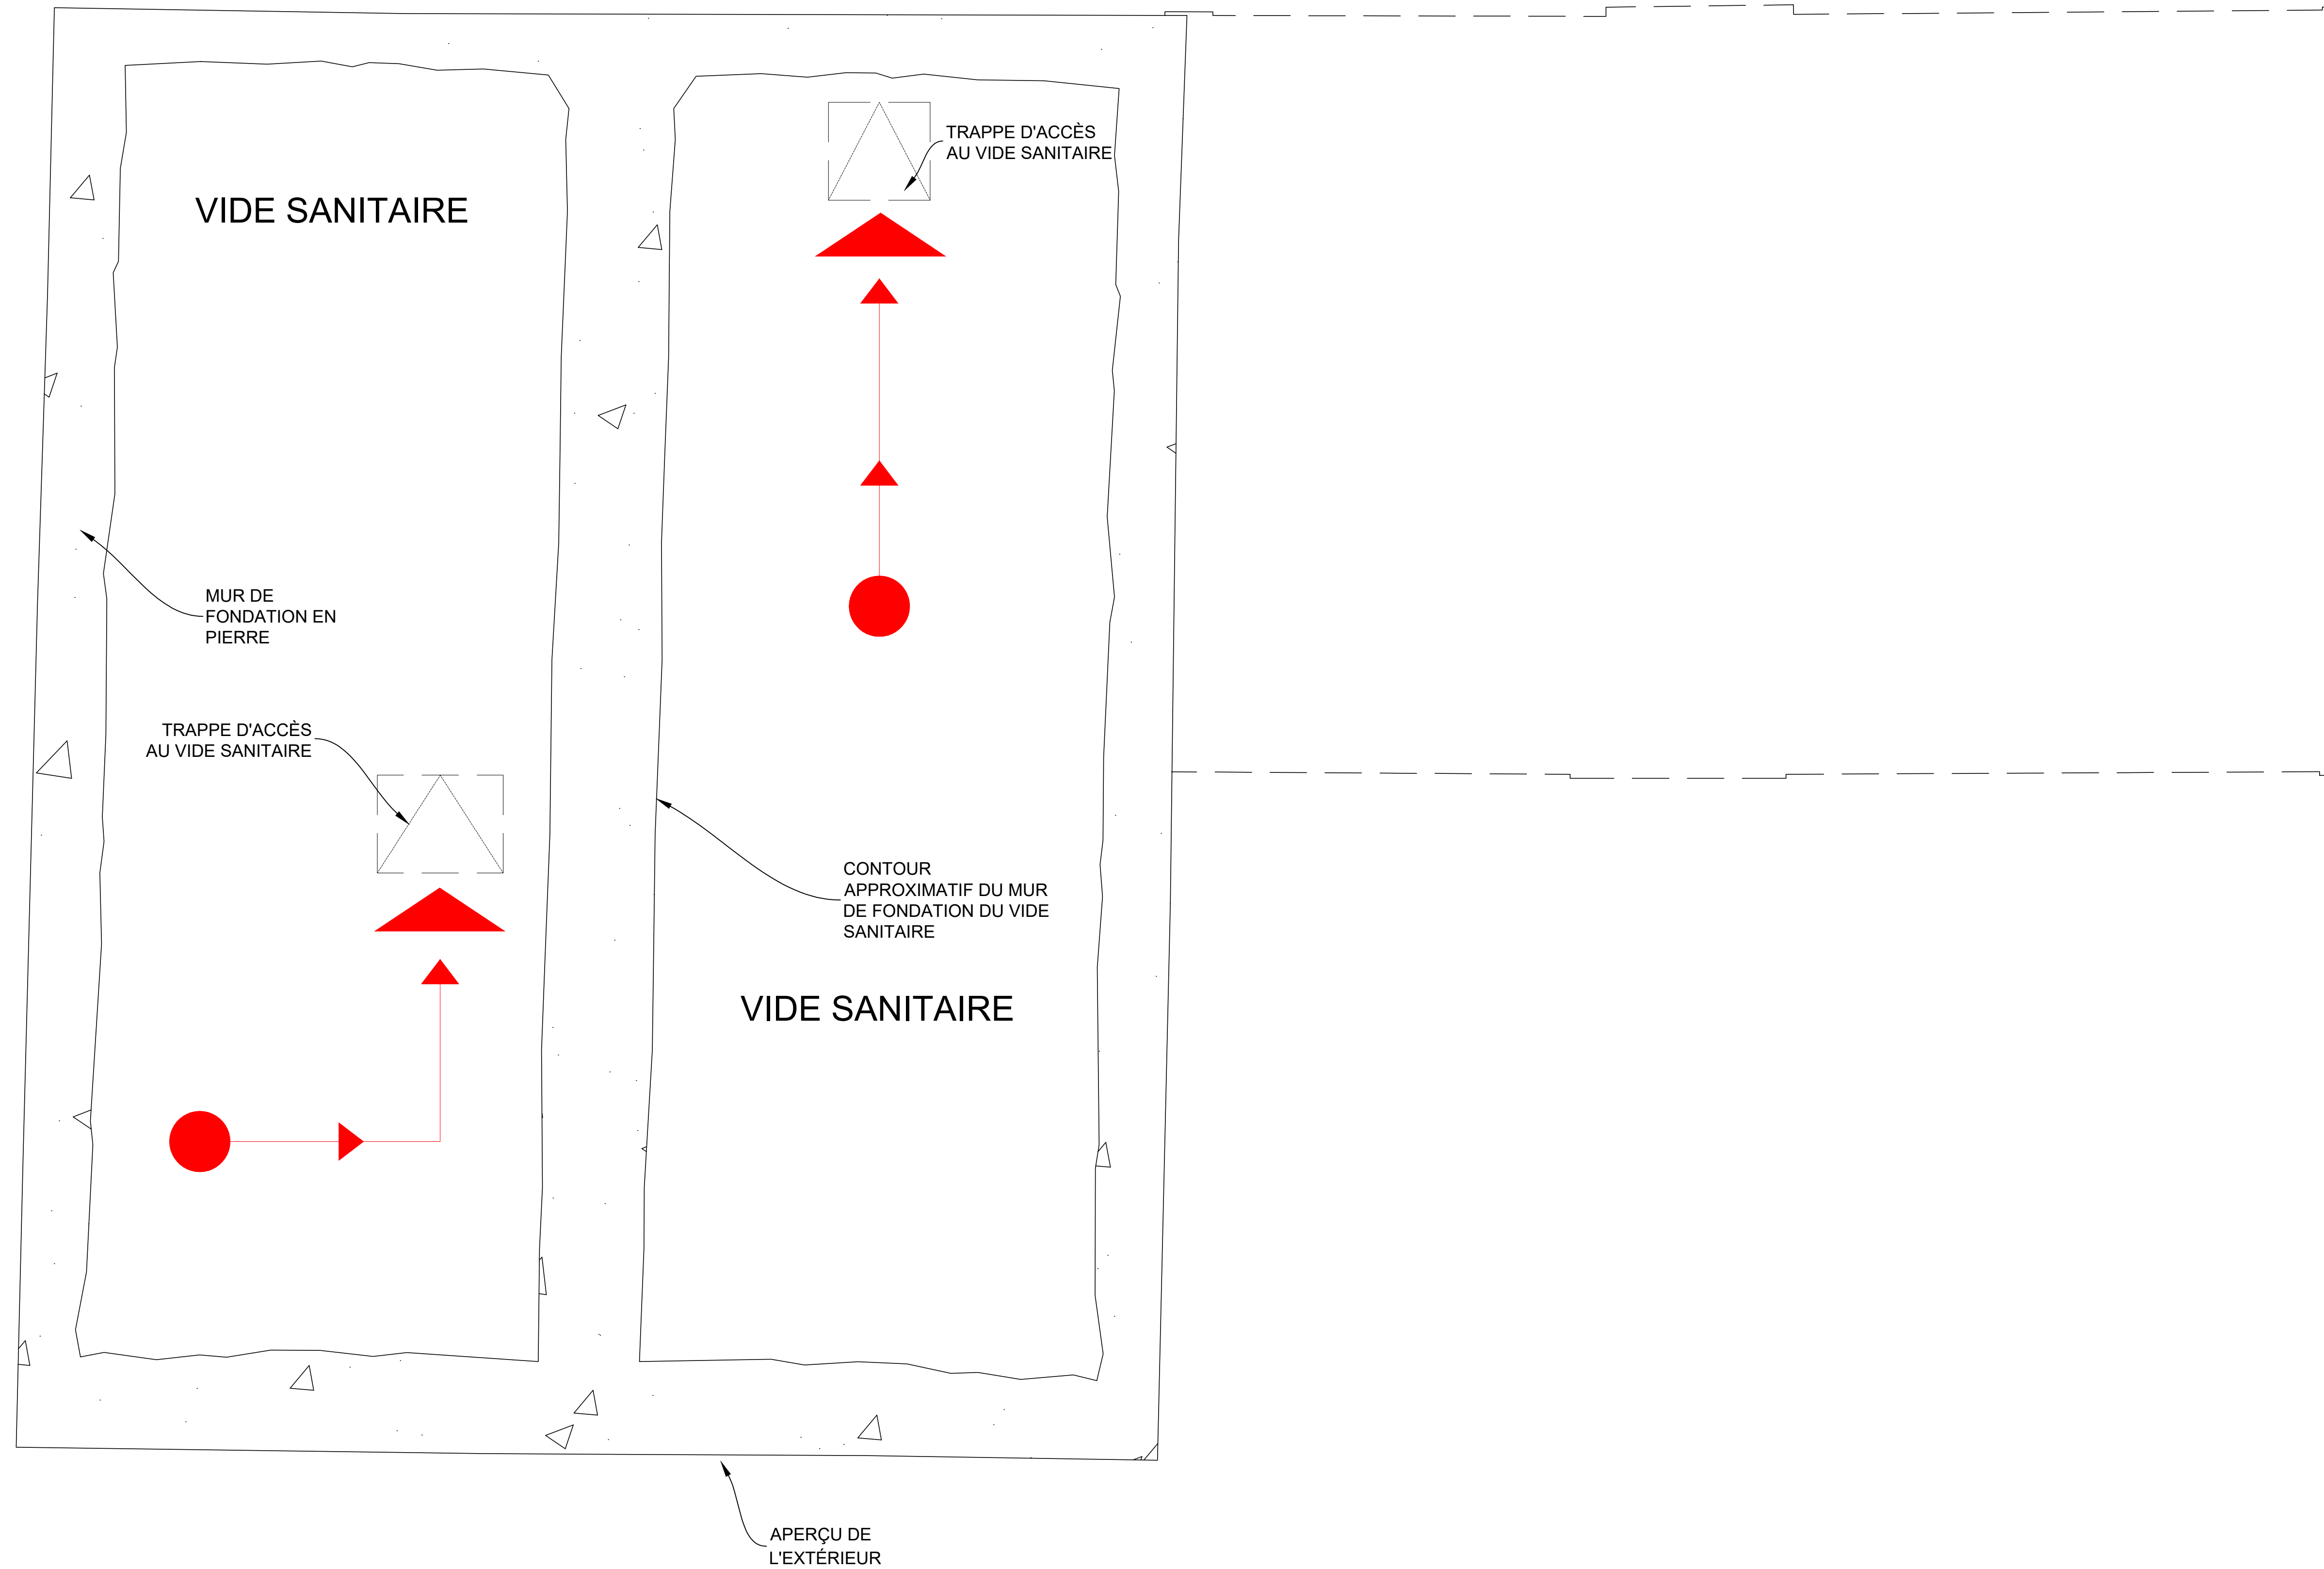 TRAPPE D'ACCÈS
AU VIDE SANITAIRE
VIDE SANITAIRE
MUR DE
FONDATION EN
PIERRE
TRAPPE D'ACCÈS
AU VIDE SANITAIRE
CONTOUR
APPROXIMATIF DU MUR
DE FONDATION DU VIDE
SANITAIRE
VIDE SANITAIRE
APERÇU DE
L'EXTÉRIEUR